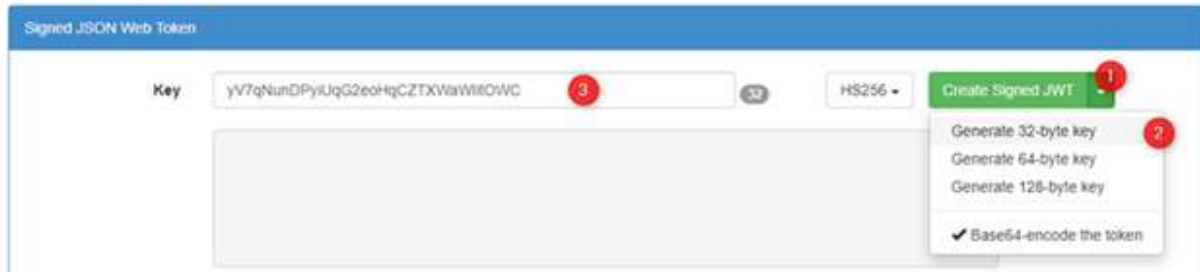 Signed JSON Web Token
Key
3
32
HS256
Create Signed JWT
1
Generate 32-byte key
2
Generate 64-byte key
Generate 128-byte key
Base64-encode the token